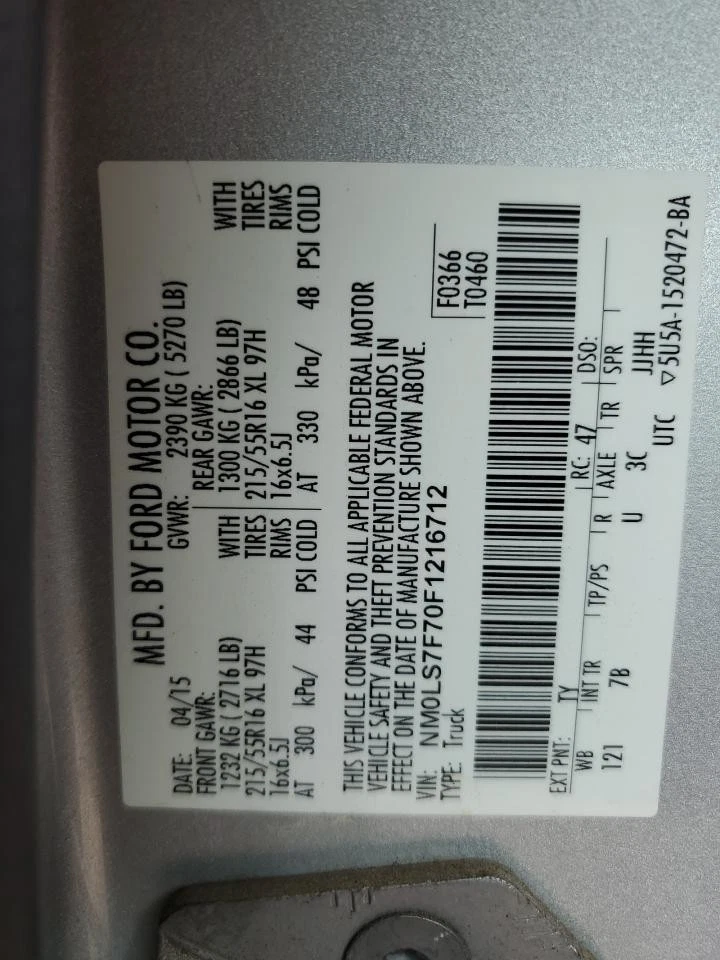 MFD. BY FORD MOTOR CO.
DATE: 04/15 GVWR: 2390 KG ( 5270 LB)
FRONT GAWR: REAR GAWR:
1232 KG ( 2716 LB) WITH 1300 KG ( 2866 LB) WITH
215/55R16 XL 97H TIRES 215/55R16 XL 97H TIRES
16x6.5J RIMS 16x6.5J RIMS
AT 300 kPa/ 44 PSI COLD AT 330 kPa/ 48 PSI COLD
THIS VEHICLE CONFORMS TO ALL APPLICABLE FEDERAL MOTOR
VEHICLE SAFETY AND THEFT PREVENTION STANDARDS IN
EFFECT ON THE DATE OF MANUFACTURE SHOWN ABOVE.
VIN: NM0LS7F70F1216712 F0366
TYPE: Truck T0460
EXT PNT: TY RC: 47 DSO:
WB INT TR TP/PS R AXLE TR SPR
121 7B U 3C JJHH
UTC ▽5U5A-1520472-BA